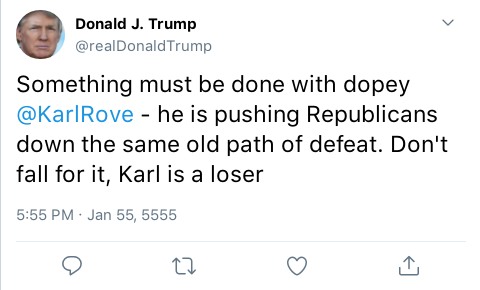 Donald J. Trump
@realDonaldTrump
Something must be done with dopey
@KarlRove - he is pushing Republicans
down the same old path of defeat. Don't
fall for it, Karl is a loser
5:55 PM · Jan 55, 5555